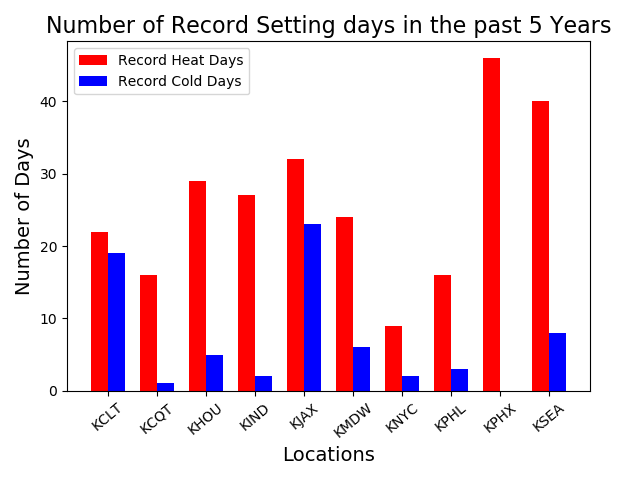 Number of Record Setting days in the past 5 Years
Record Heat Days
Record Cold Days
Number of Days
40
30
20
10
0
KCLT KCQT KHOU KIND KJAX KMDW KNYC KPHL KPHX KSEA
Locations